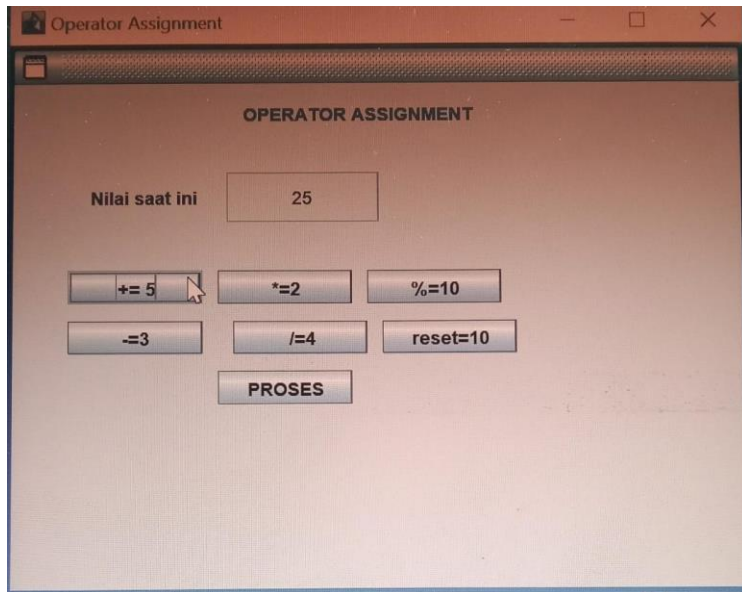 Operator Assignment
OPERATOR ASSIGNMENT
Nilai saat ini 25
+= 5 *=2 %=10
-=3 /=4 reset=10
PROSES